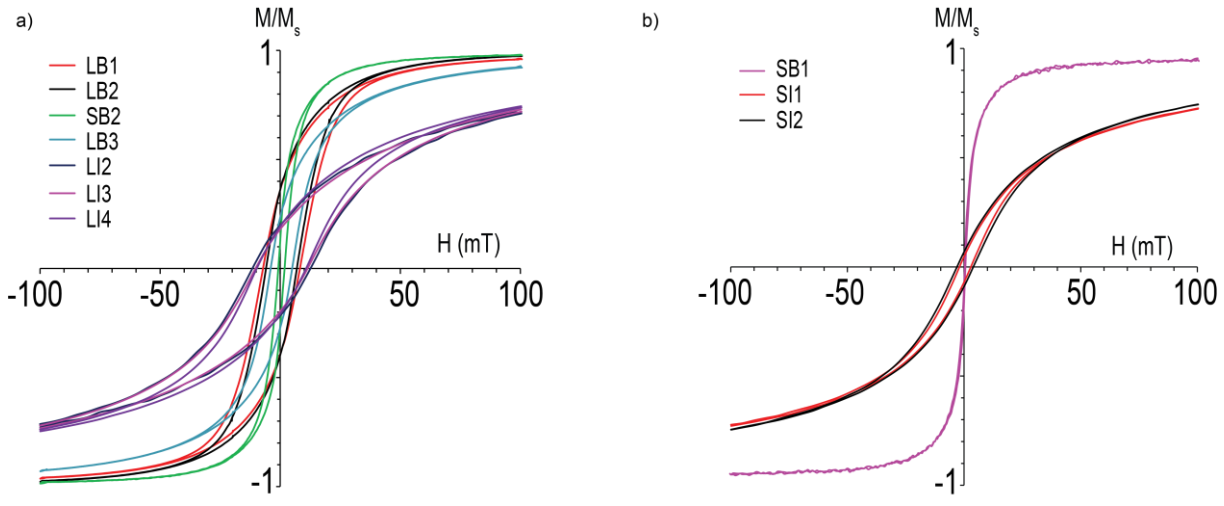 a)
M/Ms
1
LB1
LB2
SB2
LB3
LI2
LI3
LI4
H (mT)
-100
-50
50
100
-1
b)
M/Ms
1
SB1
SI1
SI2
H (mT)
-100
-50
50
100
-1